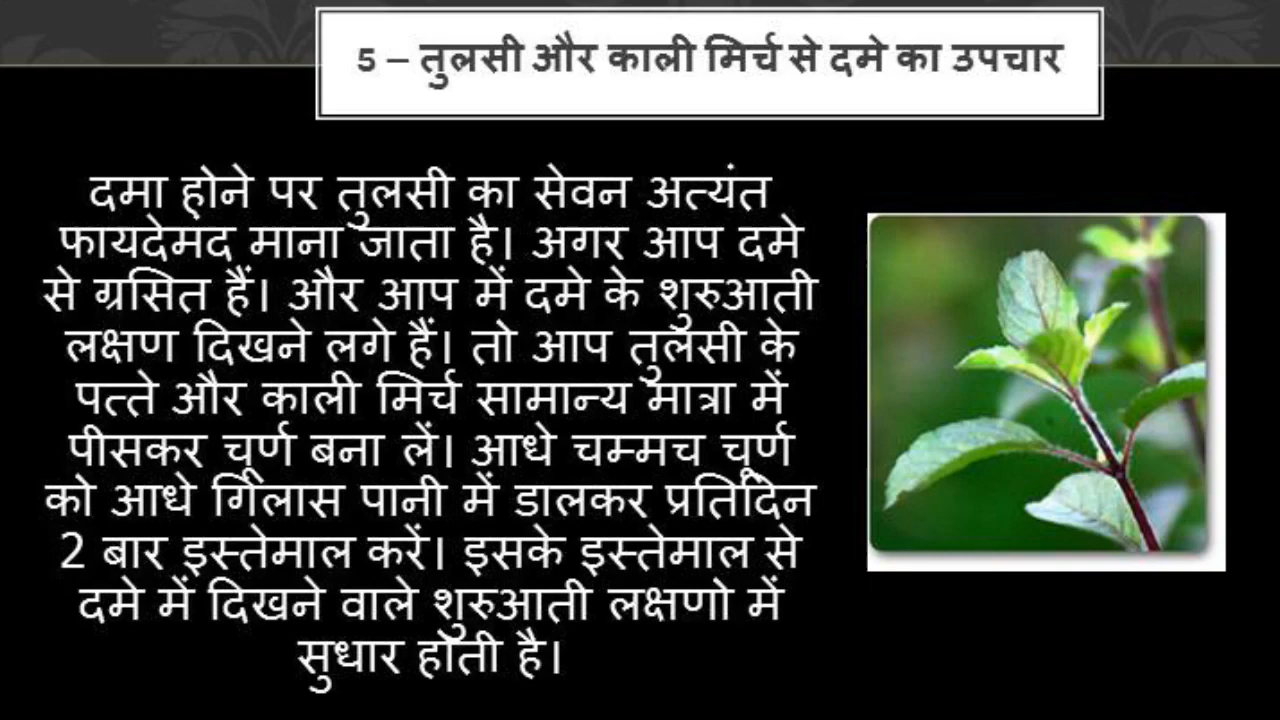 5 – तुलसी और काली मिर्च से दमे का उपचार
दमा होने पर तुलसी का सेवन अत्यंत
फायदेमद माना जाता है। अगर आप दमे
से ग्रसित हैं। और आप में दमे के शुरुआती
लक्षण दिखने लगे हैं। तो आप तुलसी के
पत्ते और काली मिर्च सामान्य मात्रा में
पीसकर चूर्ण बना लें। आधे चम्मच चूर्ण
को आधे गिलास पानी में डालकर प्रतिदिन
2 बार इस्तेमाल करें। इसके इस्तेमाल से
दमे में दिखने वाले शुरुआती लक्षणो में
सुधार होती है।